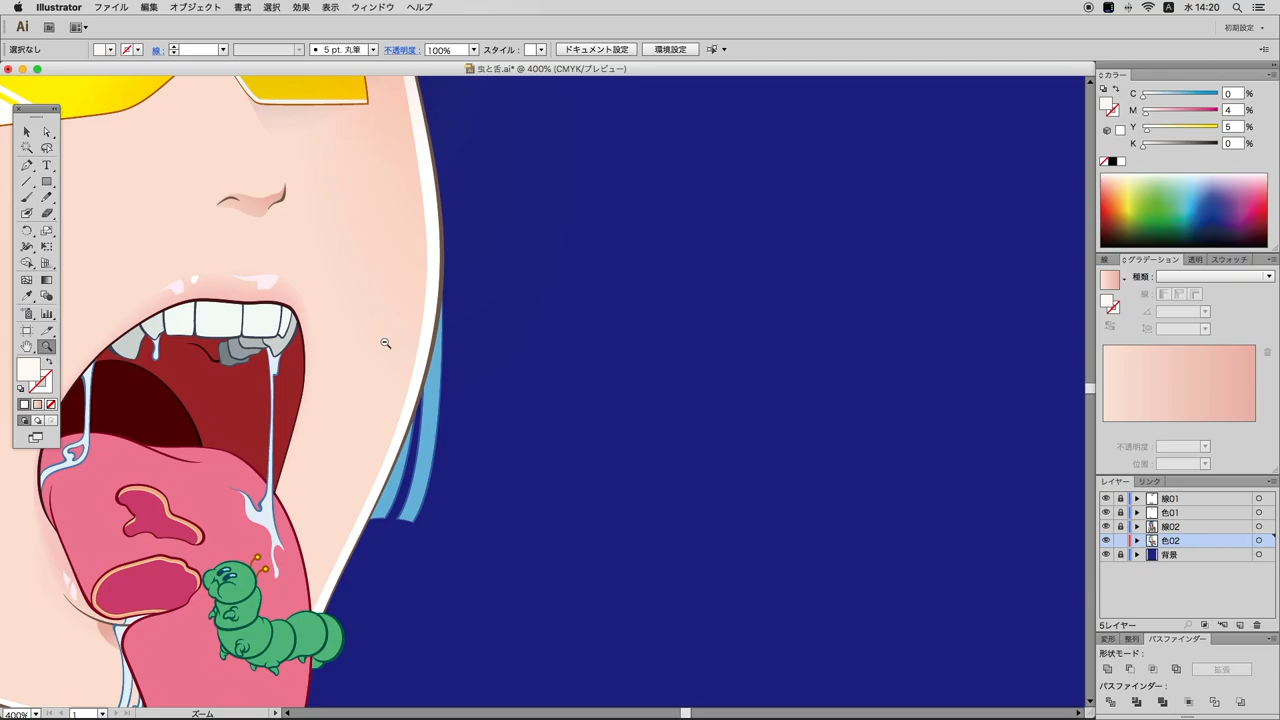 Illustrator ファイル 編集 オブジェクト 書式 選択 効果 表示 ウィンドウ ヘルプ A 水 14:20
Ai Br 初期設定
選択なし 線: 5 pt. 丸筆 不透明度: 100% スタイル: ドキュメント設定 環境設定
虫と舌.ai* @ 400% (CMYK/プレビュー)
カラー
C 0 %
M 4 %
Y 5 %
K 0 %
線 グラデーション 透明 スウォッチ
種類:
線:
不透明度:
位置:
レイヤー リンク
線01
色01
線02
色02
背景
5レイヤー
変形 整列 パスファインダー
形状モード:
拡張
パスファインダー:
400% 1 ズーム